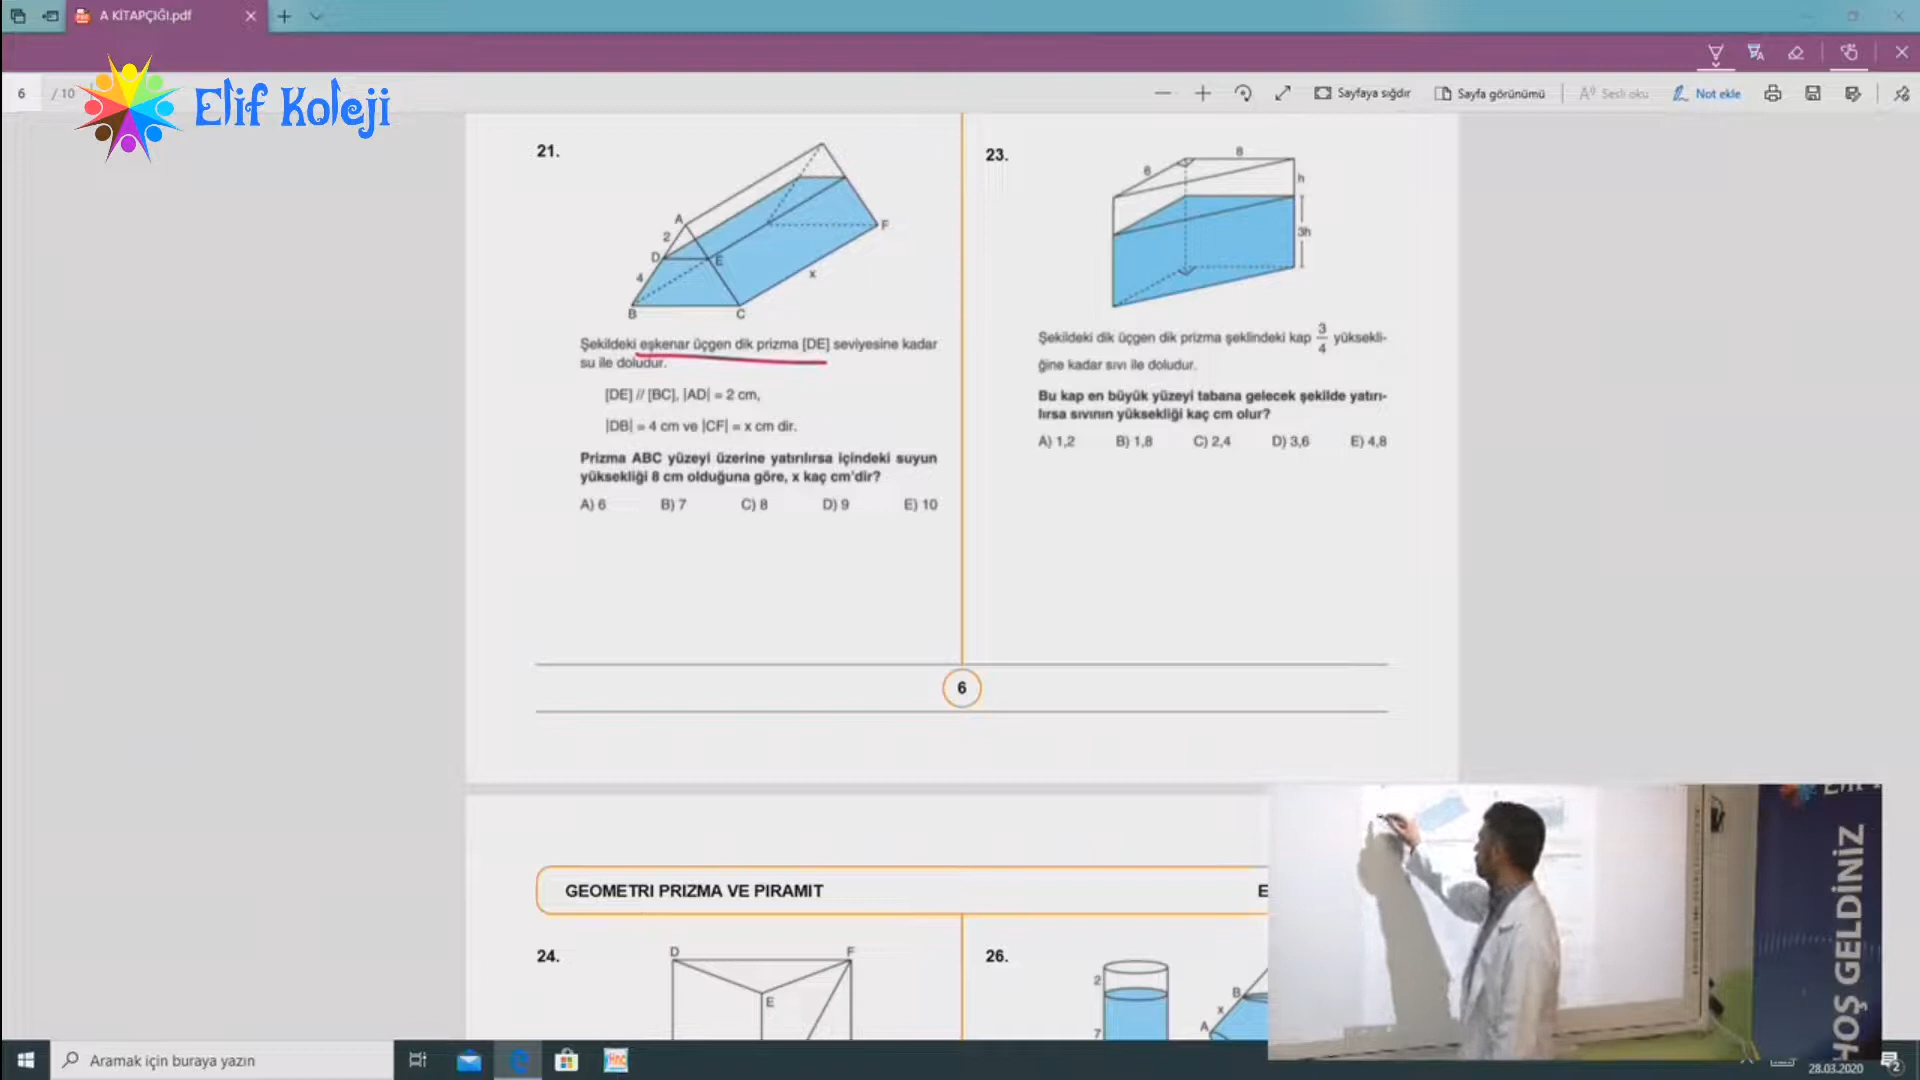 A KİTAPÇIĞI.pdf
6 /10
Elif Koleji
Sayfaya sığdır
Sayfa görünümü
Sesli oku
Not ekle
21.
A
2
D
E
4
B
C
x
F
Şekildeki eşkenar üçgen dik prizma [DE] seviyesine kadar
su ile doludur.
[DE] // [BC], |AD| = 2 cm,
|DB| = 4 cm ve |CF| = x cm dir.
Prizma ABC yüzeyi üzerine yatırılırsa içindeki suyun
yüksekliği 8 cm olduğuna göre, x kaç cm'dir?
A) 6 B) 7 C) 8 D) 9 E) 10
23.
8
6
h
3h
Şekildeki dik üçgen dik prizma şeklindeki kap 3/4 yüksekli-
ğine kadar sıvı ile doludur.
Bu kap en büyük yüzeyi tabana gelecek şekilde yatırı-
lırsa sıvının yüksekliği kaç cm olur?
A) 1,2 B) 1,8 C) 2,4 D) 3,6 E) 4,8
6
GEOMETRI PRIZMA VE PIRAMIT
E
24.
D
F
E
26.
2
7
B
x
A
HOŞ GELDİNİZ
Aramak için buraya yazın
28.03.2020
2